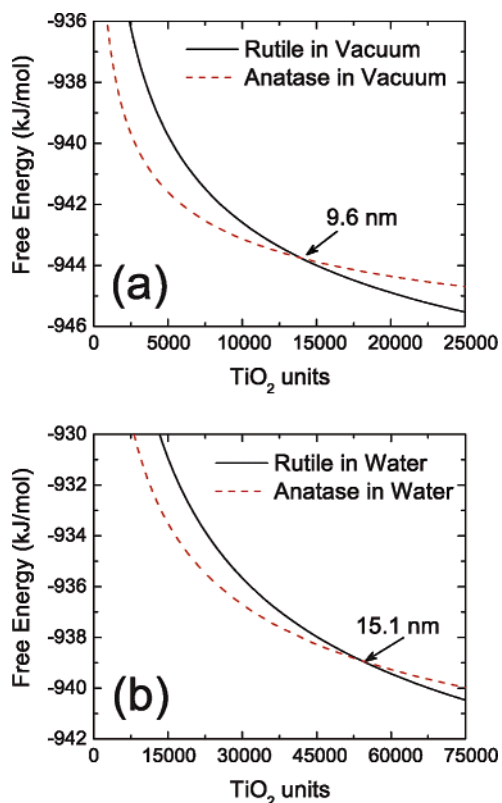 -936
-938
-940
-942
-944
-946
Free Energy (kJ/mol)
Rutile in Vacuum
Anatase in Vacuum
9.6 nm
(a)
0 5000 10000 15000 20000 25000
TiO₂ units
-930
-932
-934
-936
-938
-940
-942
Free Energy (kJ/mol)
Rutile in Water
Anatase in Water
15.1 nm
(b)
0 15000 30000 45000 60000 75000
TiO₂ units